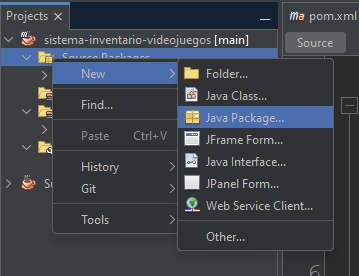 Projects
pom.xml
sistema-inventario-videojuegos [main]
Source
Source Packages
New
Folder...
Java Class...
Find...
Java Package...
Paste Ctrl+V
JFrame Form...
Java Interface...
History
JPanel Form...
Git
Web Service Client...
Tools
Other...
6